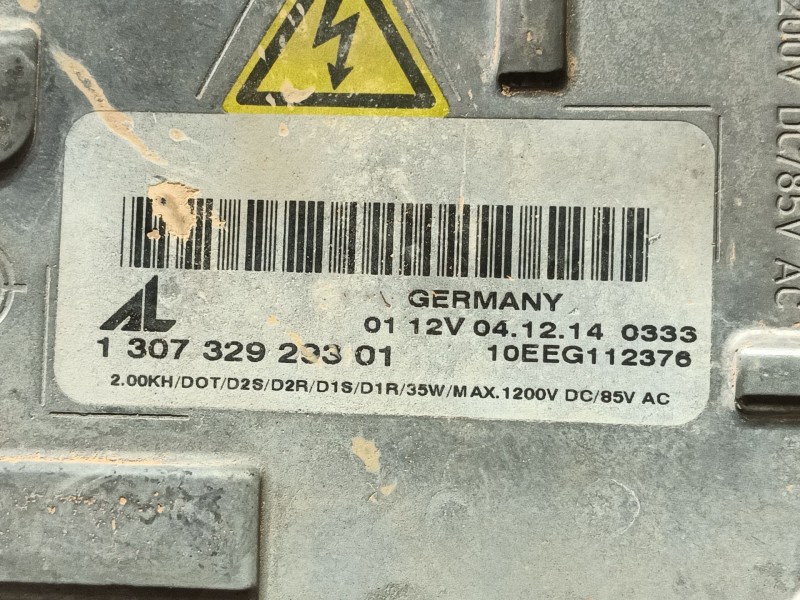 AL
GERMANY
01 12V 04.12.14 0333
1 307 329 293 01 10EEG112376
2.00KH/DOT/D2S/D2R/D1S/D1R/35W/MAX.1200V DC/85V AC
200V DC/85V AC